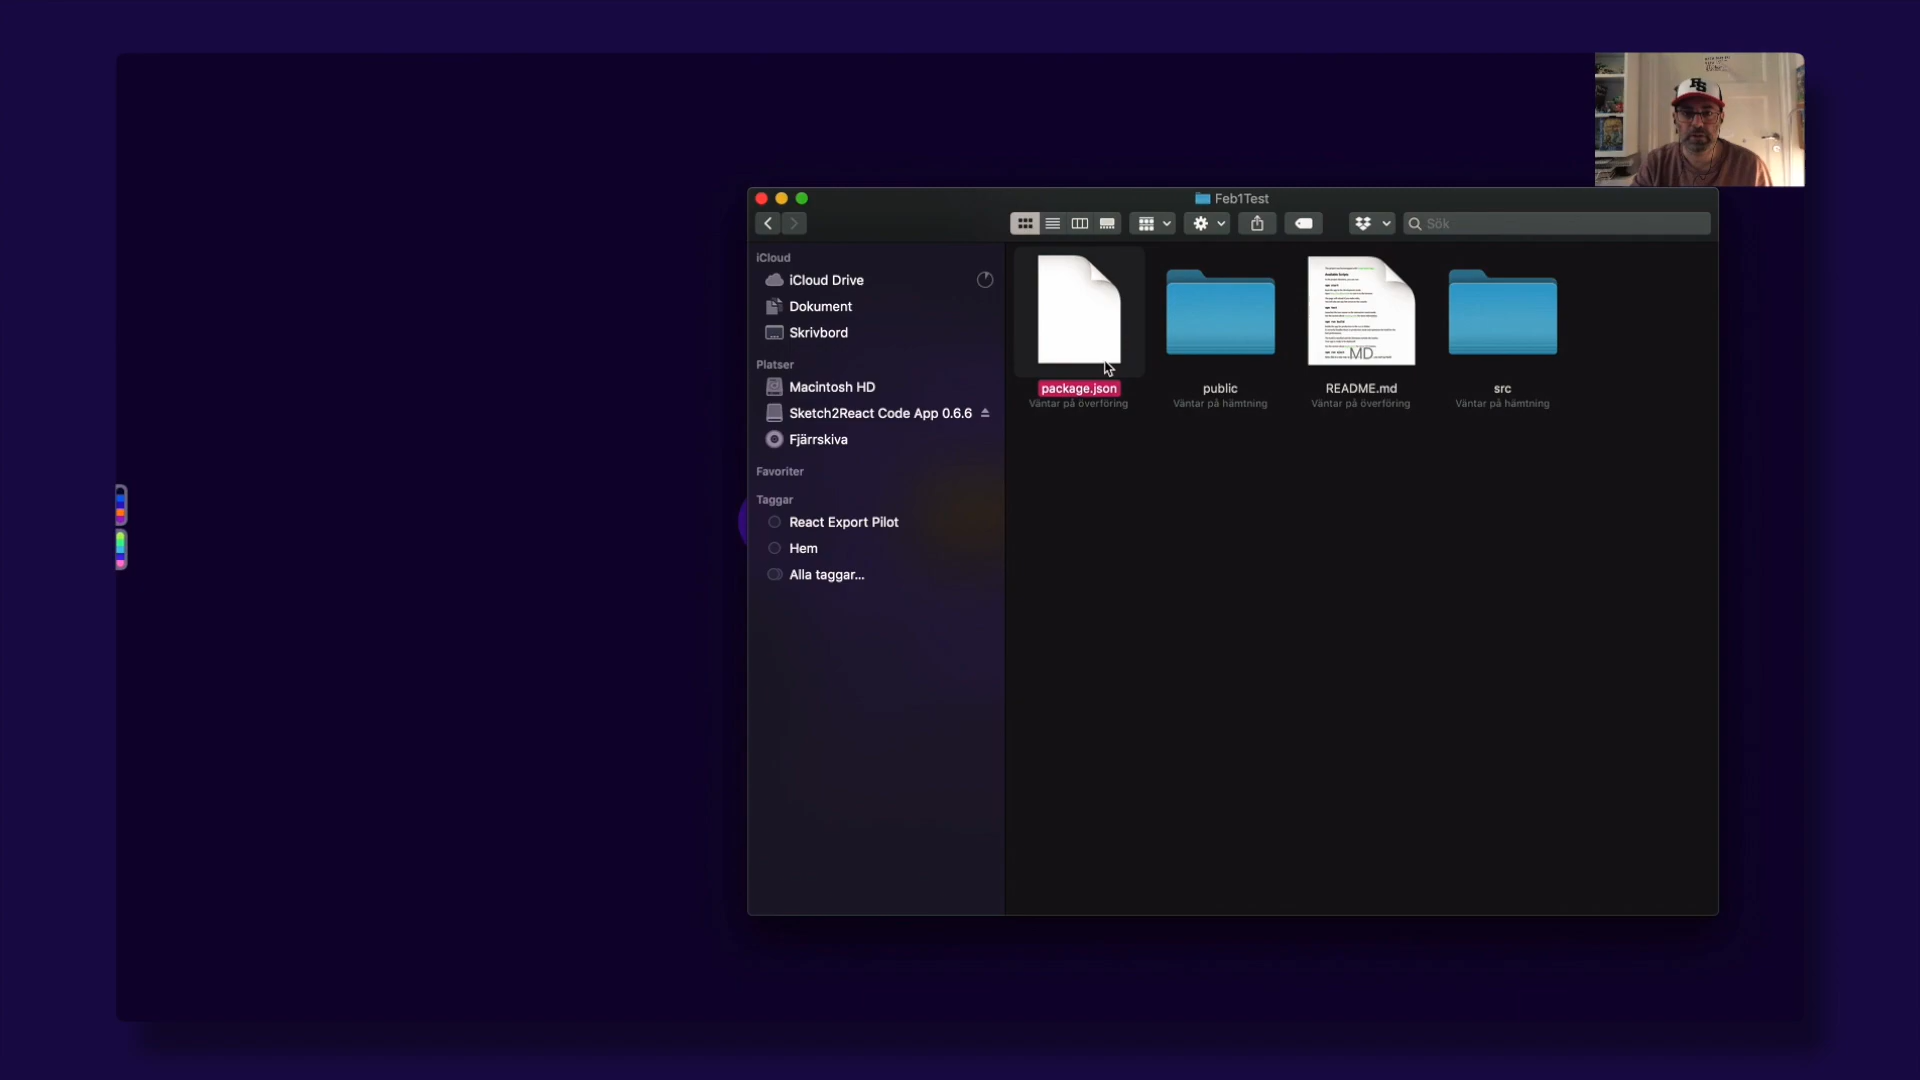 Feb1Test
Sök
iCloud
iCloud Drive
Dokument
Skrivbord
Platser
Macintosh HD
Sketch2React Code App 0.6.6
Fjärrskiva
Favoriter
Taggar
React Export Pilot
Hem
Alla taggar...
package.json
Väntar på överföring
public
Väntar på hämtning
MD
README.md
Väntar på överföring
src
Väntar på hämtning